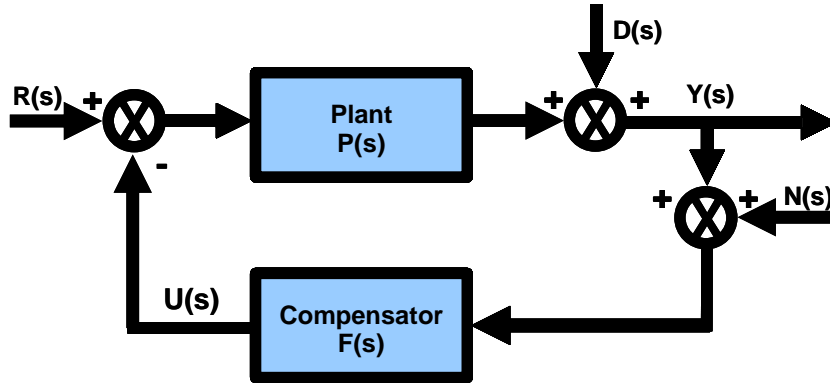 D(s)
R(s)
+
Plant
P(s)
+
+
Y(s)
-
+
+
N(s)
U(s)
Compensator
F(s)